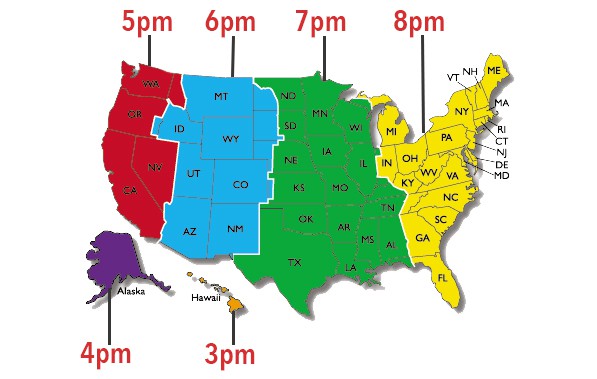 5pm 6pm 7pm 8pm
WA MT ND MN VT NH ME
OR ID WY SD WI MI NY MA
RI
CT
NJ
DE
MD
NV UT CO NE IA IL IN OH PA
CA KS MO KY WV VA
AZ NM OK AR TN NC
TX LA MS AL GA SC
FL
Alaska Hawaii
4pm 3pm